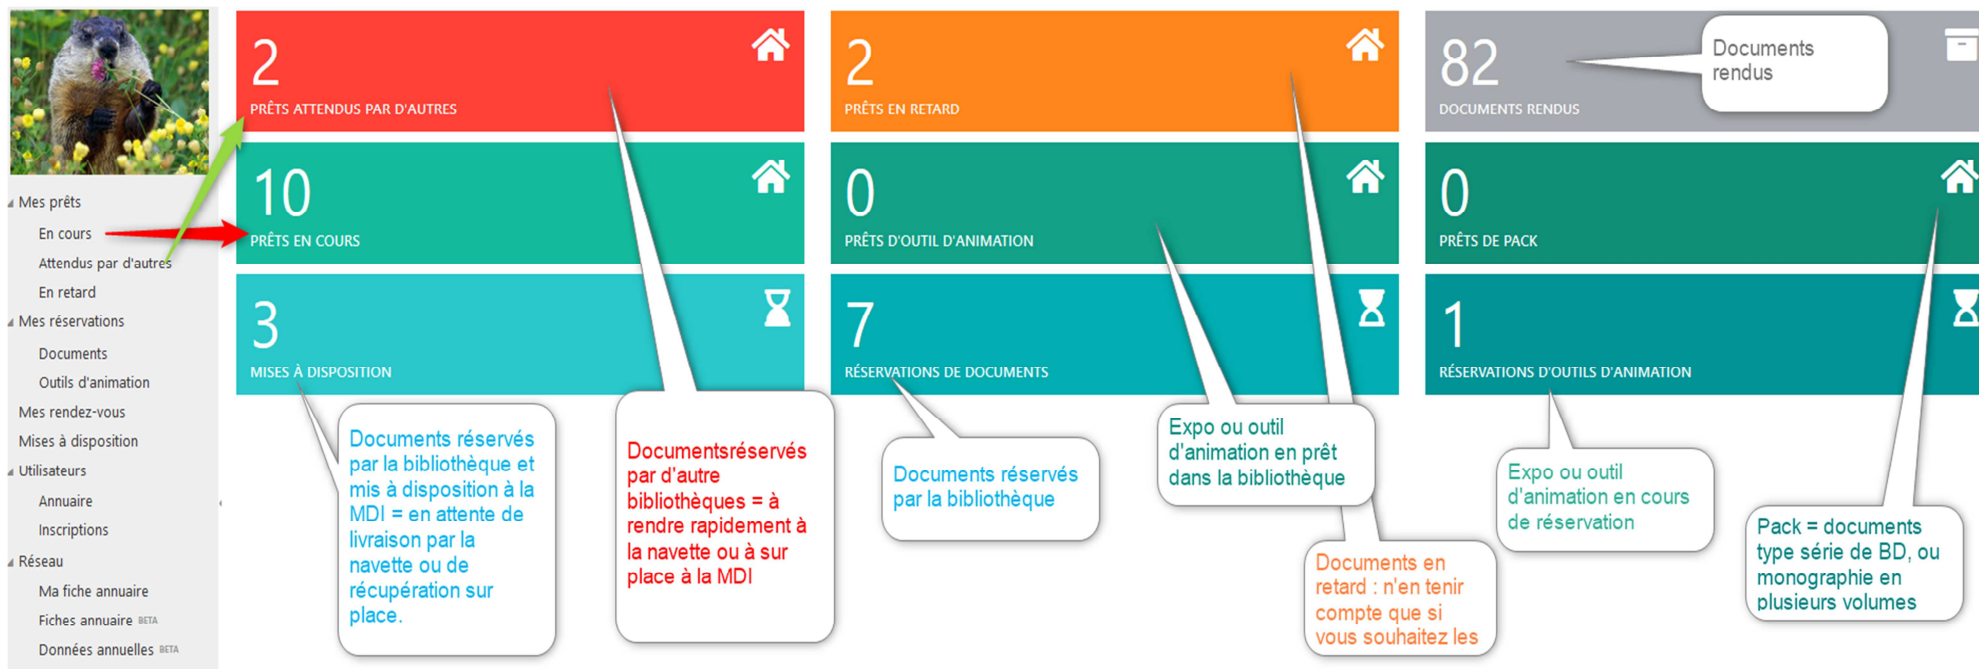 Mes prêts
En cours
Attendus par d'autres
En retard
Mes réservations
Documents
Outils d'animation
Mes rendez-vous
Mises à disposition
Utilisateurs
Annuaire
Inscriptions
Réseau
Ma fiche annuaire
Fiches annuaire BETA
Données annuelles BETA
2
PRÊTS ATTENDUS PAR D'AUTRES
2
PRÊTS EN RETARD
82
DOCUMENTS RENDUS
Documents
rendus
10
PRÊTS EN COURS
0
PRÊTS D'OUTIL D'ANIMATION
0
PRÊTS DE PACK
3
MISES À DISPOSITION
7
RÉSERVATIONS DE DOCUMENTS
1
RÉSERVATIONS D'OUTILS D'ANIMATION
Documents réservés
par la bibliothèque et
mis à disposition à la
MDI = en attente de
livraison par la
navette ou de
récupération sur
place.
Documentsréservés
par d'autre
bibliothèques = à
rendre rapidement à
la navette ou à sur
place à la MDI
Documents réservés
par la bibliothèque
Expo ou outil
d'animation en prêt
dans la bibliothèque
Documents en
retard : n'en tenir
compte que si
vous souhaitez les
Expo ou outil
d'animation en cours
de réservation
Pack = documents
type série de BD, ou
monographie en
plusieurs volumes